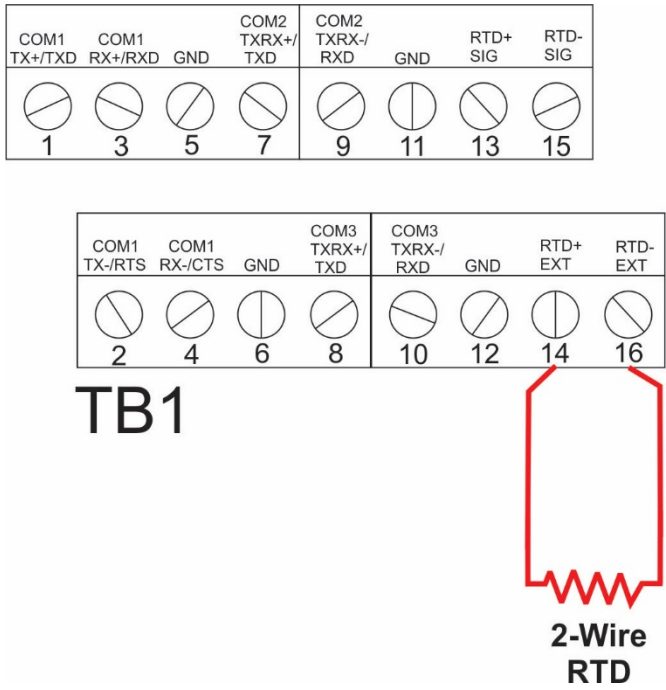 COM1 COM1 GND COM2 COM2 GND RTD+ RTD-
TX+/TXD RX+/RXD TXRX+/ TXRX-/ SIG SIG
TXD RXD
1 3 5 7 9 11 13 15
COM1 COM1 GND COM3 COM3 GND RTD+ RTD-
TX-/RTS RX-/CTS TXRX+/ TXRX-/ EXT EXT
TXD RXD
2 4 6 8 10 12 14 16
TB1
2-Wire
RTD